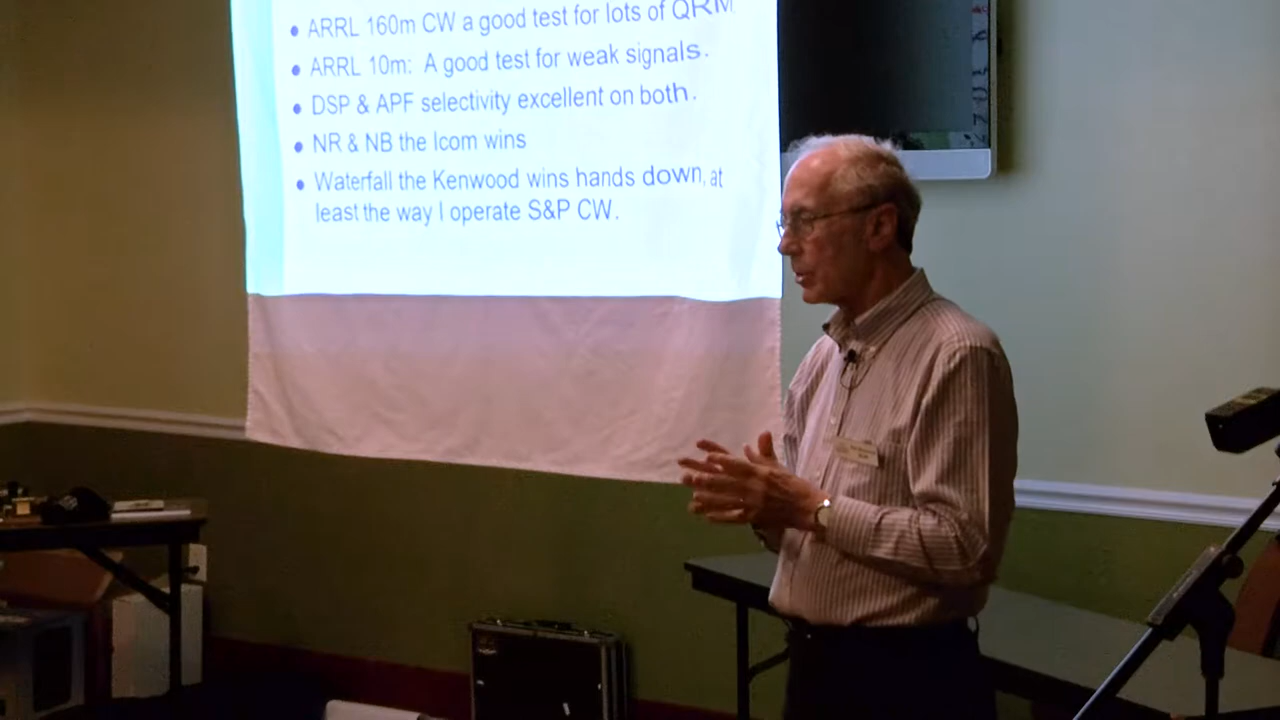 • ARRL 160m CW a good test for lots of QRM
• ARRL 10m: A good test for weak signals.
• DSP & APF selectivity excellent on both.
• NR & NB the Icom wins
• Waterfall the Kenwood wins hands down, at
least the way I operate S&P CW.